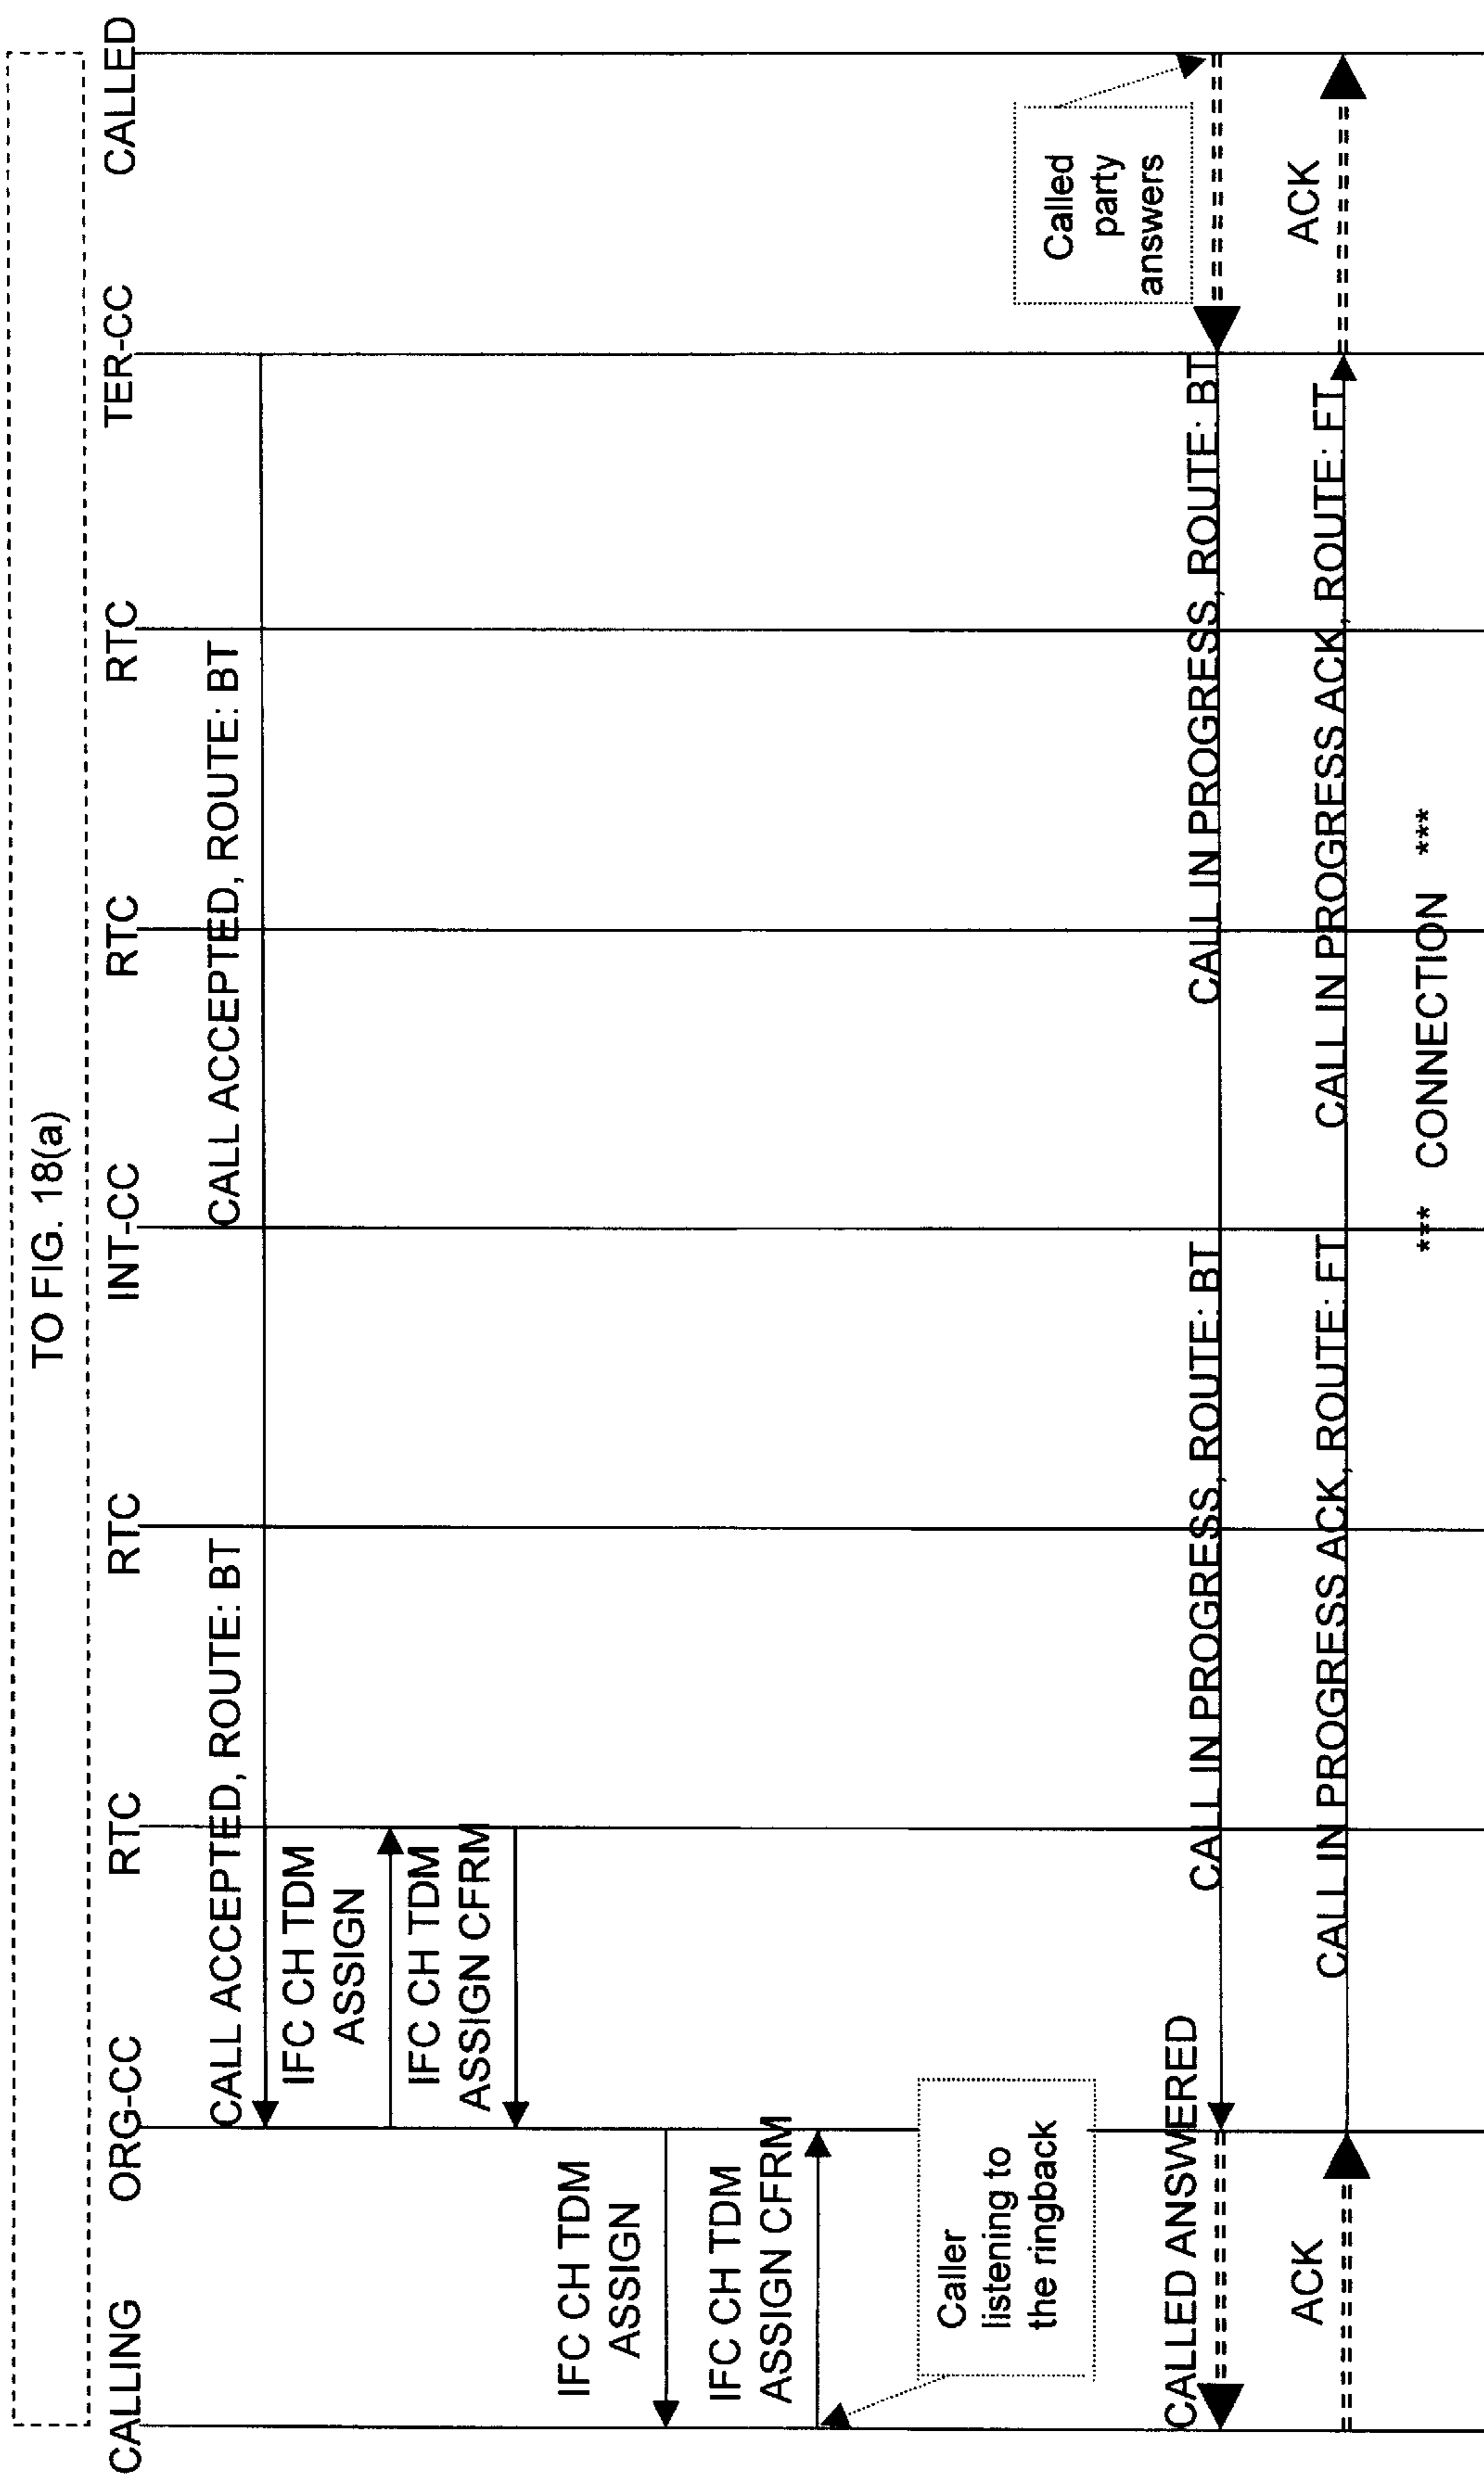 TO FIG. 18(a)
CALLING
ORG-CC
RTC
RTC
INT-CC
RTC
RTC
TER-CC
CALLED
CALL ACCEPTED, ROUTE: BT
CALL ACCEPTED, ROUTE: BT
IFC CH TDM
ASSIGN
IFC CH TDM
ASSIGN CFRM
IFC CH TDM
ASSIGN
IFC CH TDM
ASSIGN CFRM
Caller
listening to
the ringback
Called
party
answers
CALLED ANSWERED
CALL IN PROGRESS, ROUTE: BT
CALL IN PROGRESS, ROUTE: BT
ACK
CALL IN PROGRESS ACK, ROUTE: FT
CALL IN PROGRESS ACK, ROUTE: FT
ACK
*** CONNECTION ***